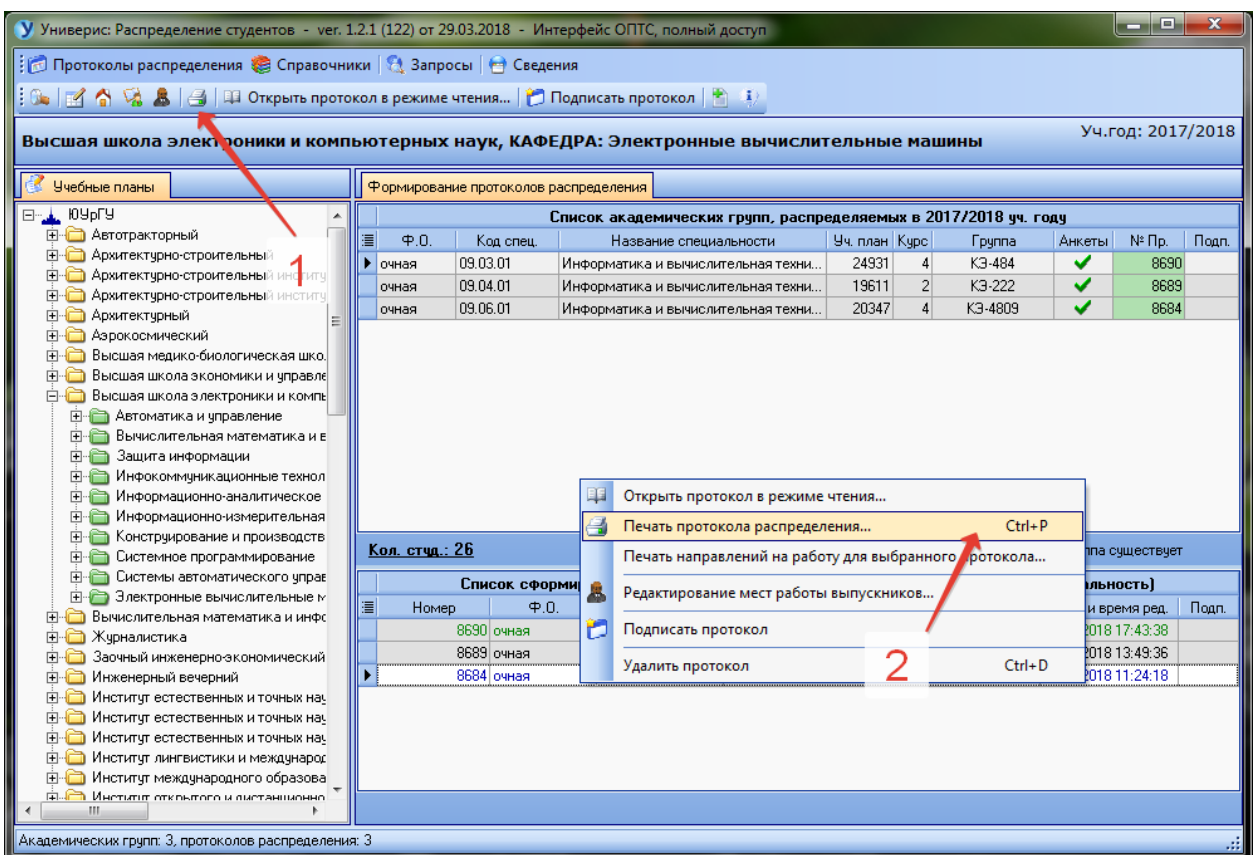 Универис: Распределение студентов - ver. 1.2.1 (122) от 29.03.2018 - Интерфейс ОПТС, полный доступ
Протоколы распределения Справочники Запросы Сведения
Открыть протокол в режиме чтения... Подписать протокол
Высшая школа электроники и компьютерных наук, КАФЕДРА: Электронные вычислительные машины
Уч.год: 2017/2018
Учебные планы
ЮУрГУ
Автотракторный
Архитектурно-строительный
Архитектурно-строительный институ
Архитектурно-строительный институ
Архитектурный
Аэрокосмический
Высшая медико-биологическая шко.
Высшая школа экономики и управле
Высшая школа электроники и компь
Автоматика и управление
Вычислительная математика и в
Защита информации
Инфокоммуникационные технол
Информационно-аналитическое
Информационно-измерительная
Конструирование и производств
Системное программирование
Системы автоматического управ
Электронные вычислительные м
Вычислительная математика и инфо
Журналистика
Заочный инженерно-экономический
Инженерный вечерний
Институт естественных и точных нау
Институт естественных и точных нау
Институт естественных и точных нау
Институт лингвистики и международ
Институт международного образова
Институт открытого и дистанционно
1
Формирование протоколов распределения
Список академических групп, распределяемых в 2017/2018 уч. году
Ф.О. Код спец. Название специальности Уч. план Курс Группа Анкеты № Пр. Подп.
очная 09.03.01 Информатика и вычислительная техни... 24931 4 КЭ-484 8690
очная 09.04.01 Информатика и вычислительная техни... 19611 2 КЭ-222 8689
очная 09.06.01 Информатика и вычислительная техни... 20347 4 КЭ-4809 8684
Открыть протокол в режиме чтения...
Печать протокола распределения... Ctrl+P
Печать направлений на работу для выбранного протокола...
Редактирование мест работы выпускников...
Подписать протокол
Удалить протокол Ctrl+D
2
Кол. студ.: 26 ппа существует
Список сформи альность)
Номер Ф.О. и время ред. Подп.
8690 очная 2018 17:43:38
8689 очная 2018 13:49:36
8684 очная 2018 11:24:18
Академических групп: 3, протоколов распределения: 3